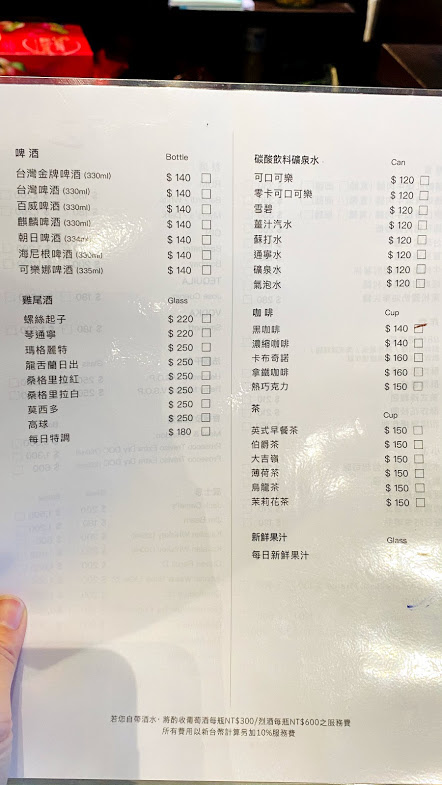 啤酒 Bottle
台灣金牌啤酒 (330ml) $ 140
台灣啤酒 (330ml) $ 140
百威啤酒 (330ml) $ 140
麒麟啤酒 (330ml) $ 140
朝日啤酒 (334ml) $ 140
海尼根啤酒 (330ml) $ 140
可樂娜啤酒 (335ml) $ 140
雞尾酒 Glass
螺絲起子 $ 220
琴通寧 $ 220
瑪格麗特 $ 250
龍舌蘭日出 $ 250
桑格里拉紅 $ 250
桑格里拉白 $ 250
莫西多 $ 250
高球 $ 250
每日特調 $ 180
碳酸飲料礦泉水 Can
可口可樂 $ 120
零卡可口可樂 $ 120
雪碧 $ 120
薑汁汽水 $ 120
蘇打水 $ 120
通寧水 $ 120
礦泉水 $ 120
氣泡水 $ 120
咖啡 Cup
黑咖啡 $ 140
濃縮咖啡 $ 140
卡布奇諾 $ 160
拿鐵咖啡 $ 160
熱巧克力 $ 150
茶 Cup
英式早餐茶 $ 150
伯爵茶 $ 150
大吉嶺 $ 150
薄荷茶 $ 150
烏龍茶 $ 150
茉莉花茶 $ 150
新鮮果汁 Glass
每日新鮮果汁
若您自帶酒水，將酌收葡萄酒每瓶NT$300/烈酒每瓶NT$600之服務費
所有費用以新台幣計算另加10%服務費